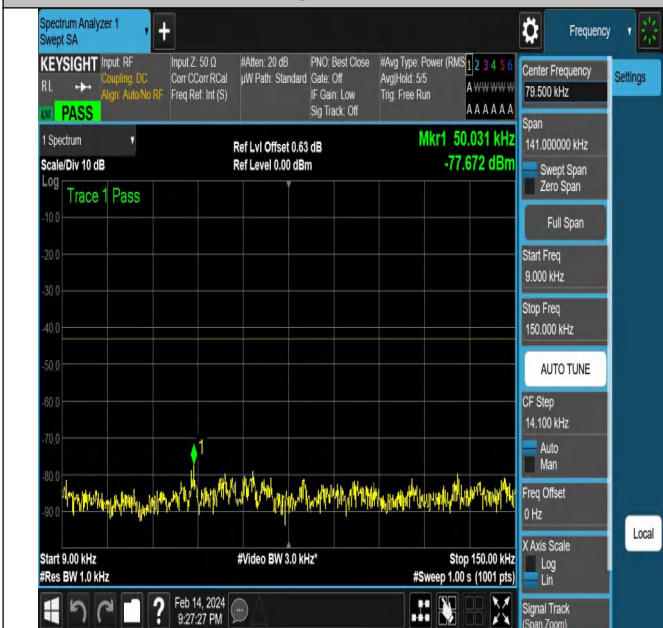 Spectrum Analyzer 1
Swept SA
+
Frequency
KEYSIGHT
RL
LXI PASS
Input: RF
Coupling: DC
Align: Auto/No RF
Input Z: 50 Ω
Corr CCorr RCal
Freq Ref: Int (S)
#Atten: 20 dB
µW Path: Standard
PNO: Best Close
Gate: Off
IF Gain: Low
Sig Track: Off
#Avg Type: Power (RMS
Avg|Hold: 5/5
Trig: Free Run
1 2 3 4 5 6
A W W W W W
A A A A A A
1 Spectrum
Scale/Div 10 dB
Ref Lvl Offset 0.63 dB
Ref Level 0.00 dBm
Mkr1 50.031 kHz
-77.672 dBm
Log
Trace 1 Pass
-10.0
-20.0
-30.0
-40.0
-50.0
-60.0
-70.0
-80.0
-90.0
1
Start 9.00 kHz
#Res BW 1.0 kHz
#Video BW 3.0 kHz*
Stop 150.00 kHz
#Sweep 1.00 s (1001 pts)
?
Feb 14, 2024
9:27:27 PM
Center Frequency
79.500 kHz
Settings
Span
141.000000 kHz
Swept Span
Zero Span
Full Span
Start Freq
9.000 kHz
Stop Freq
150.000 kHz
AUTO TUNE
CF Step
14.100 kHz
Auto
Man
Freq Offset
0 Hz
Local
X Axis Scale
Log
Lin
Signal Track
(Span Zoom)